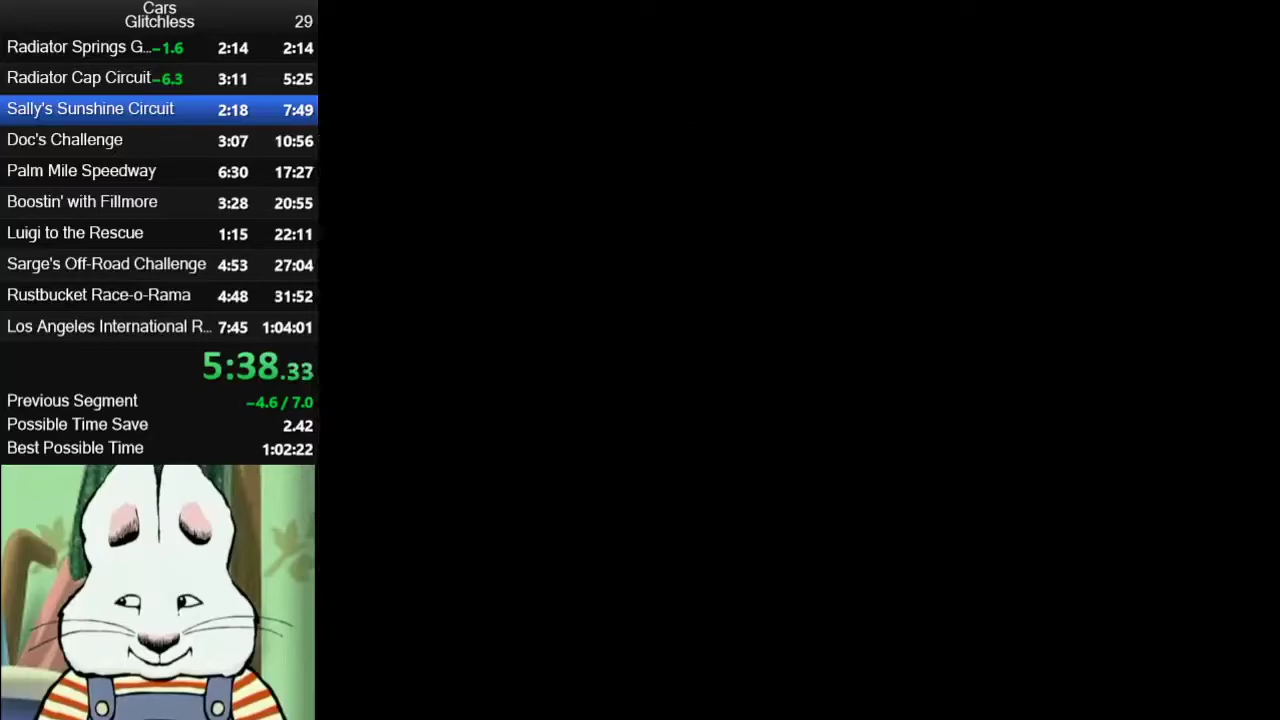 Cars
Glitchless 29
Radiator Springs G... −1.6 2:14 2:14
Radiator Cap Circuit −6.3 3:11 5:25
Sally's Sunshine Circuit 2:18 7:49
Doc's Challenge 3:07 10:56
Palm Mile Speedway 6:30 17:27
Boostin' with Fillmore 3:28 20:55
Luigi to the Rescue 1:15 22:11
Sarge's Off-Road Challenge 4:53 27:04
Rustbucket Race-o-Rama 4:48 31:52
Los Angeles International R... 7:45 1:04:01
5:38.33
Previous Segment −4.6 / 7.0
Possible Time Save 2.42
Best Possible Time 1:02:22